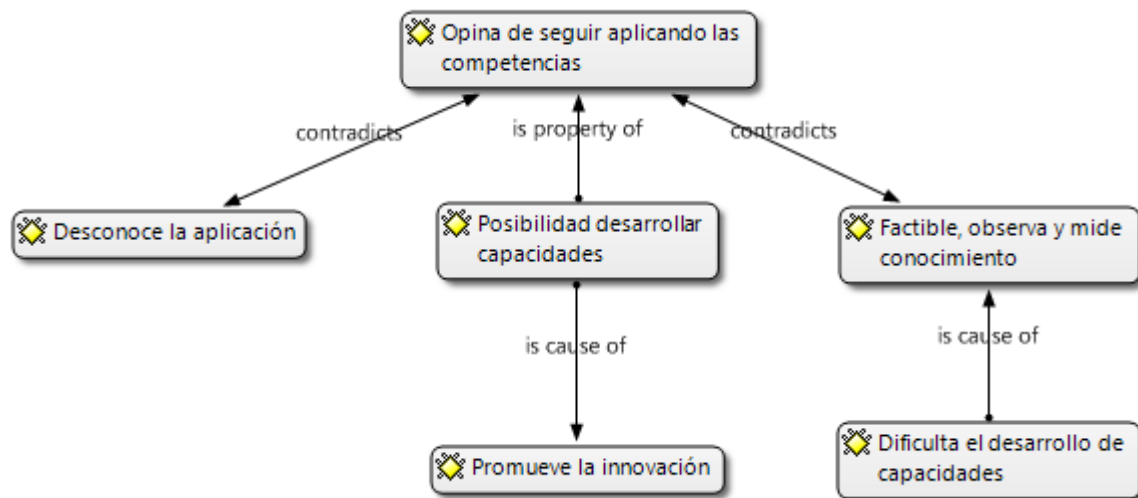 Opina de seguir aplicando las
competencias
contradicts
is property of
contradicts
Desconoce la aplicación
Posibilidad desarrollar
capacidades
Factible, observa y mide
conocimiento
is cause of
is cause of
Promueve la innovación
Dificulta el desarrollo de
capacidades